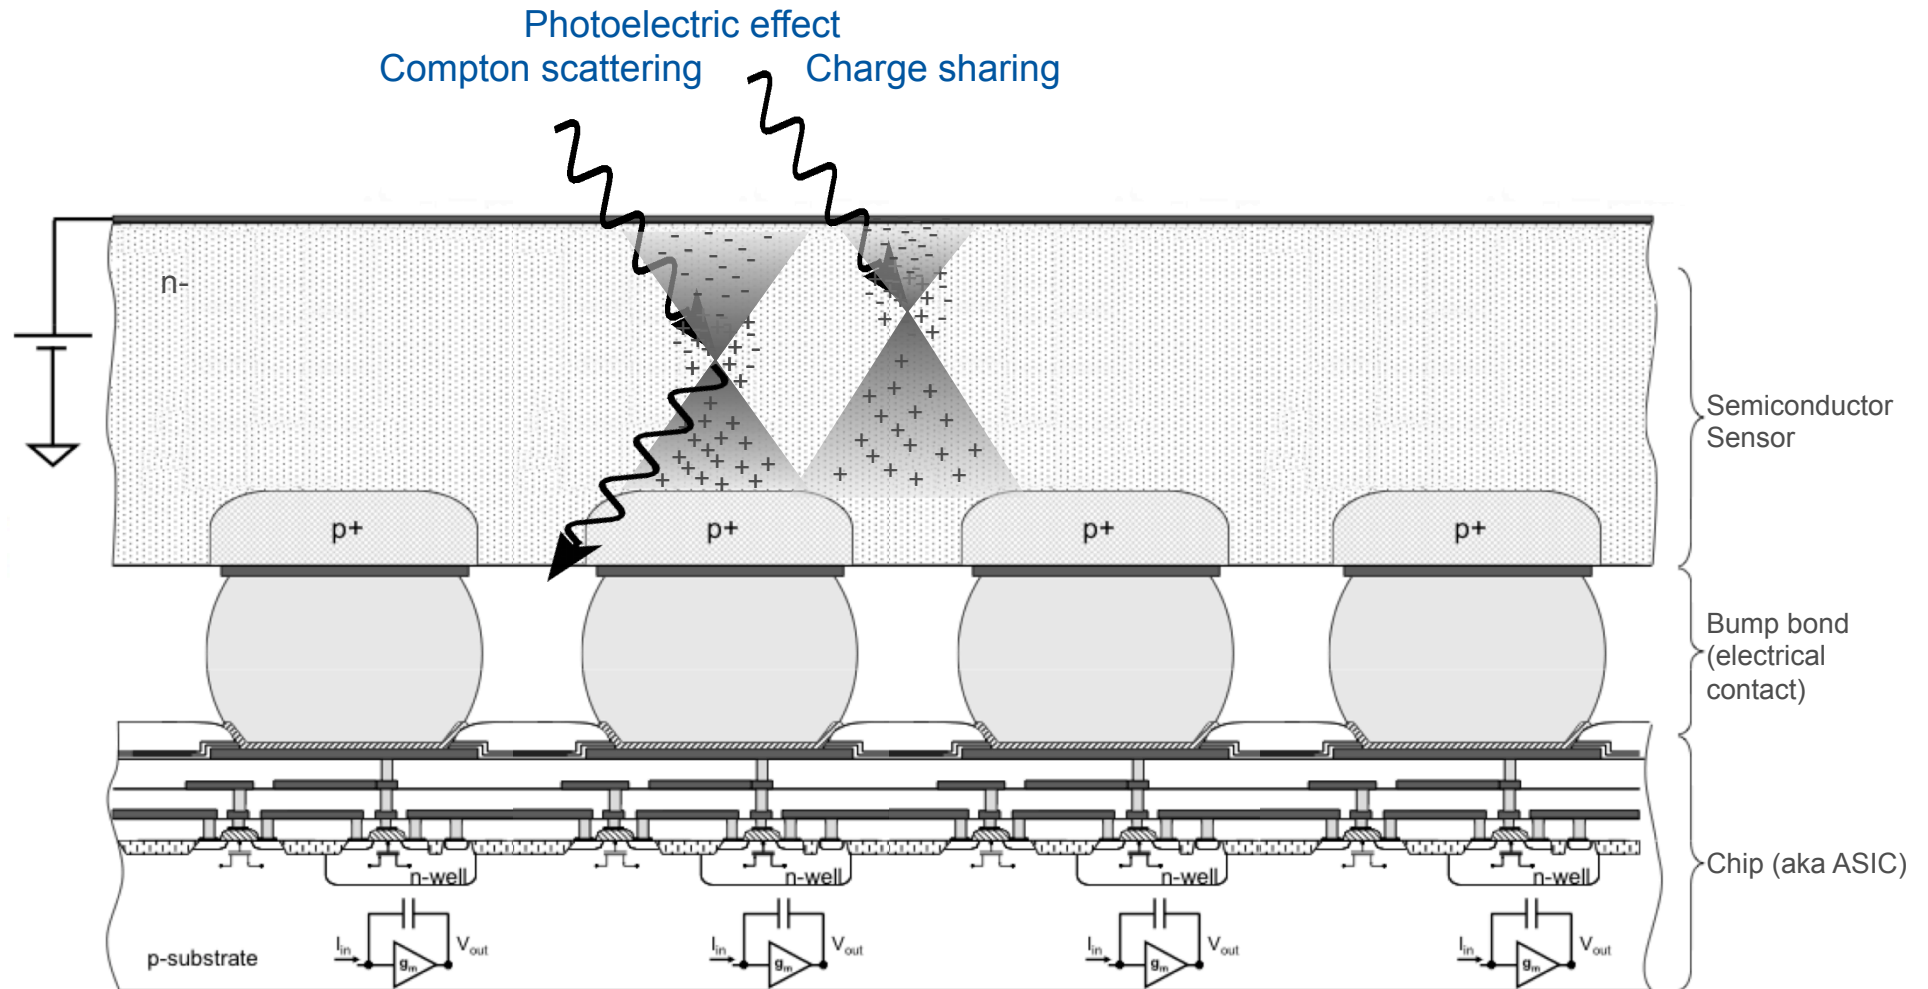 Photoelectric effect
Compton scattering
Charge sharing
n-
Semiconductor
Sensor
p+
p+
p+
p+
Bump bond
(electrical
contact)
n-well
n-well
n-well
n-well
Chip (aka ASIC)
p-substrate
Iin
gm
Vout
Iin
gm
Vout
Iin
gm
Vout
Iin
gm
Vout